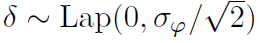 δ ∼ Lap(0, σ_φ/√2)